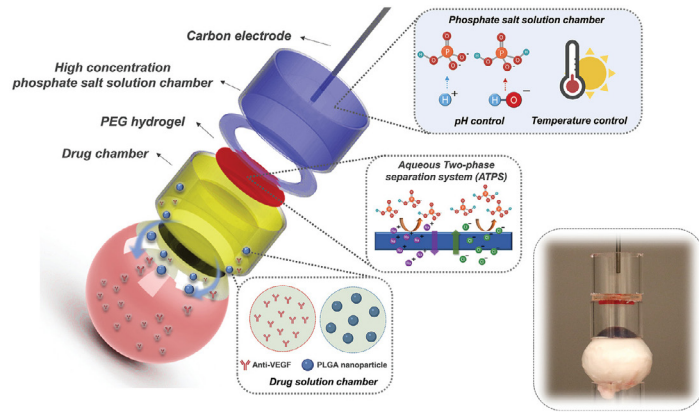 Carbon electrode
High concentration
phosphate salt solution chamber
PEG hydrogel
Drug chamber
Phosphate salt solution chamber
H +
H O −
pH control
Temperature control
Aqueous Two-phase
separation system (ATPS)
Anti-VEGF
PLGA nanoparticle
Drug solution chamber